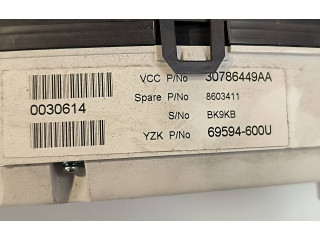 VCC P/No 30786449AA
0030614
Spare P/No 8603411
S/No BK9KB
YZK P/No 69594-600U